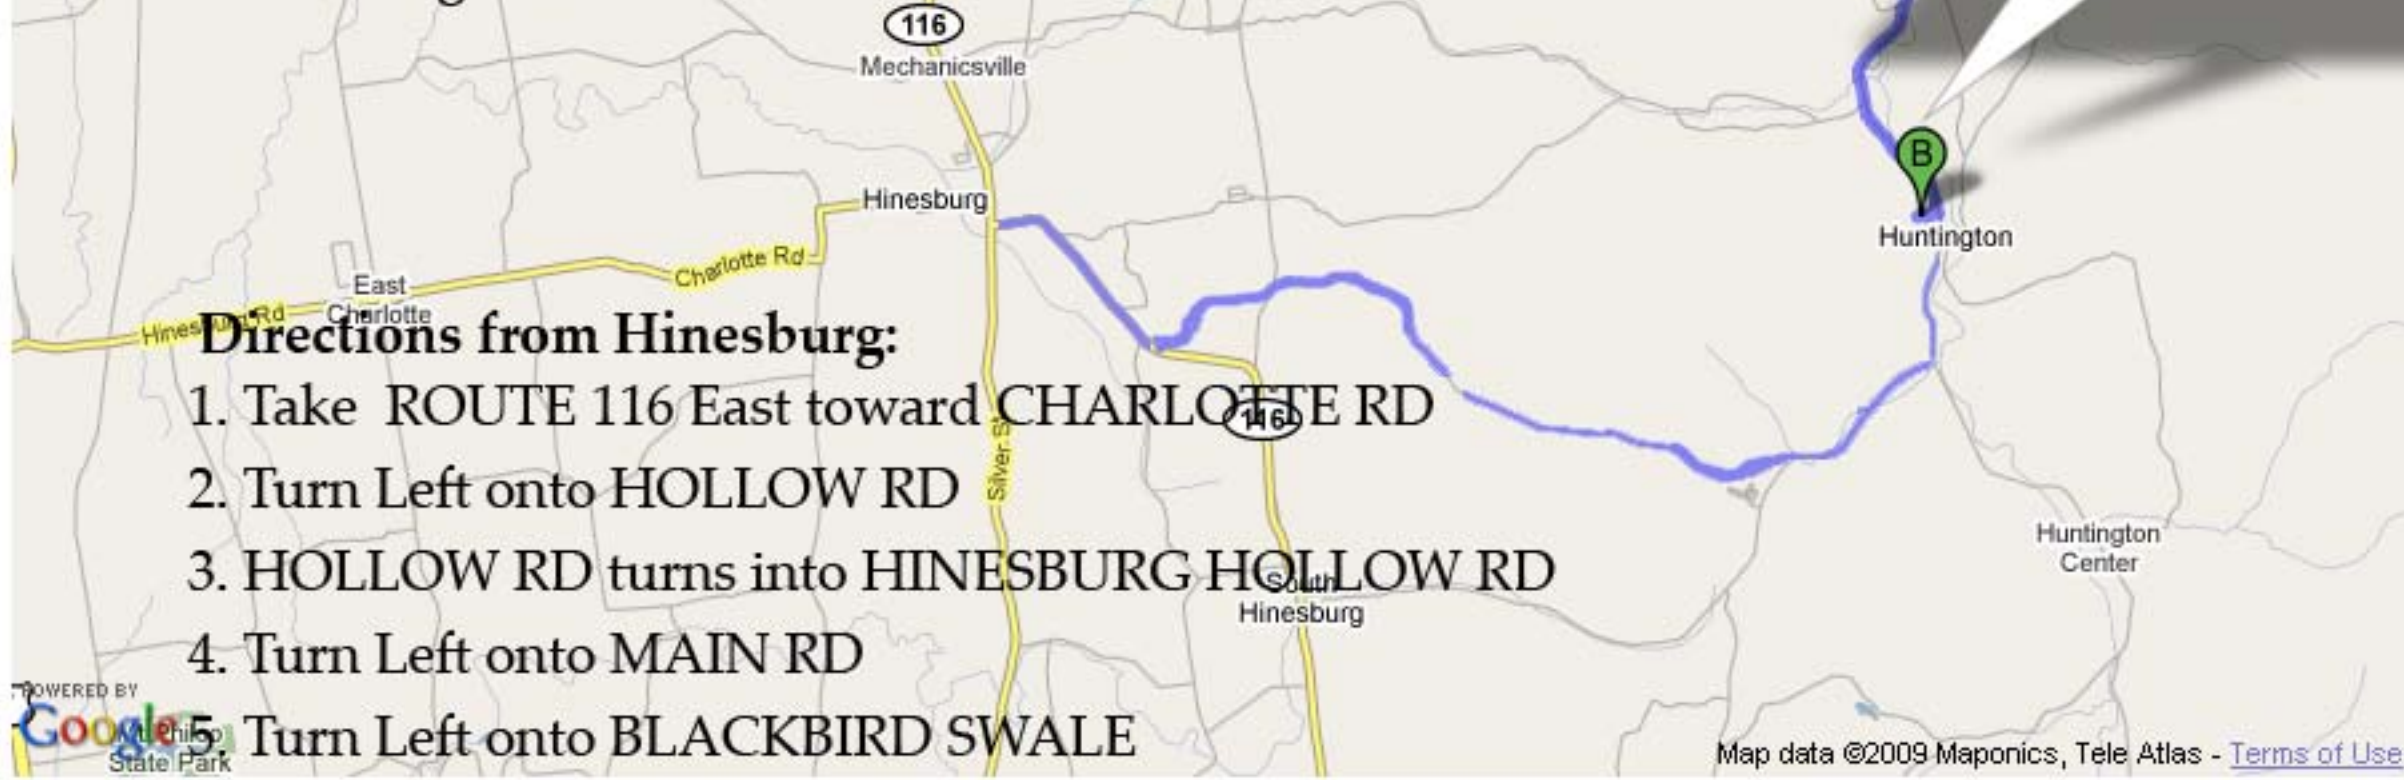 116
Mechanicsville
Hinesburg
B
Huntington
Charlotte Rd
East
Charlotte
Hinesburg Rd
Directions from Hinesburg:
1. Take ROUTE 116 East toward CHARLOTTE RD
116
Silver St
2. Turn Left onto HOLLOW RD
Huntington
Center
3. HOLLOW RD turns into HINESBURG HOLLOW RD
South
Hinesburg
4. Turn Left onto MAIN RD
POWERED BY
Google
5. Turn Left onto BLACKBIRD SWALE
Mt Philop
State Park
Map data ©2009 Maponics, Tele Atlas - Terms of Use